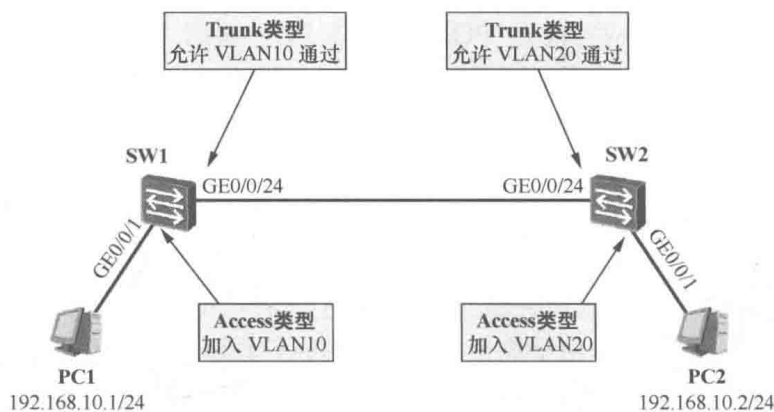 Trunk类型
允许 VLAN10 通过
Trunk类型
允许 VLAN20 通过
SW1
SW2
GE0/0/24
GE0/0/24
GE0/0/1
GE0/0/1
Access类型
加入 VLAN10
Access类型
加入 VLAN20
PC1
PC2
192.168.10.1/24
192.168.10.2/24